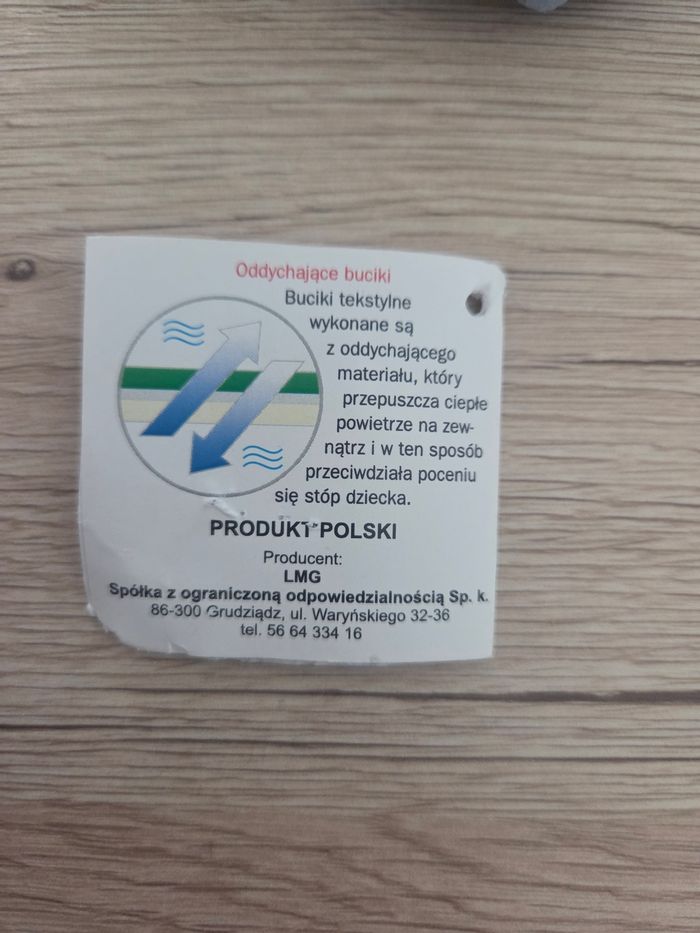 Oddychające buciki
Buciki tekstylne
wykonane są
z oddychającego
materiału, który
przepuszcza ciepłe
powietrze na zew-
nątrz i w ten sposób
przeciwdziała poceniu
się stóp dziecka.
PRODUKT POLSKI
Producent:
LMG
Spółka z ograniczoną odpowiedzialnością Sp. k.
86-300 Grudziądz, ul. Waryńskiego 32-36
tel. 56 64 334 16